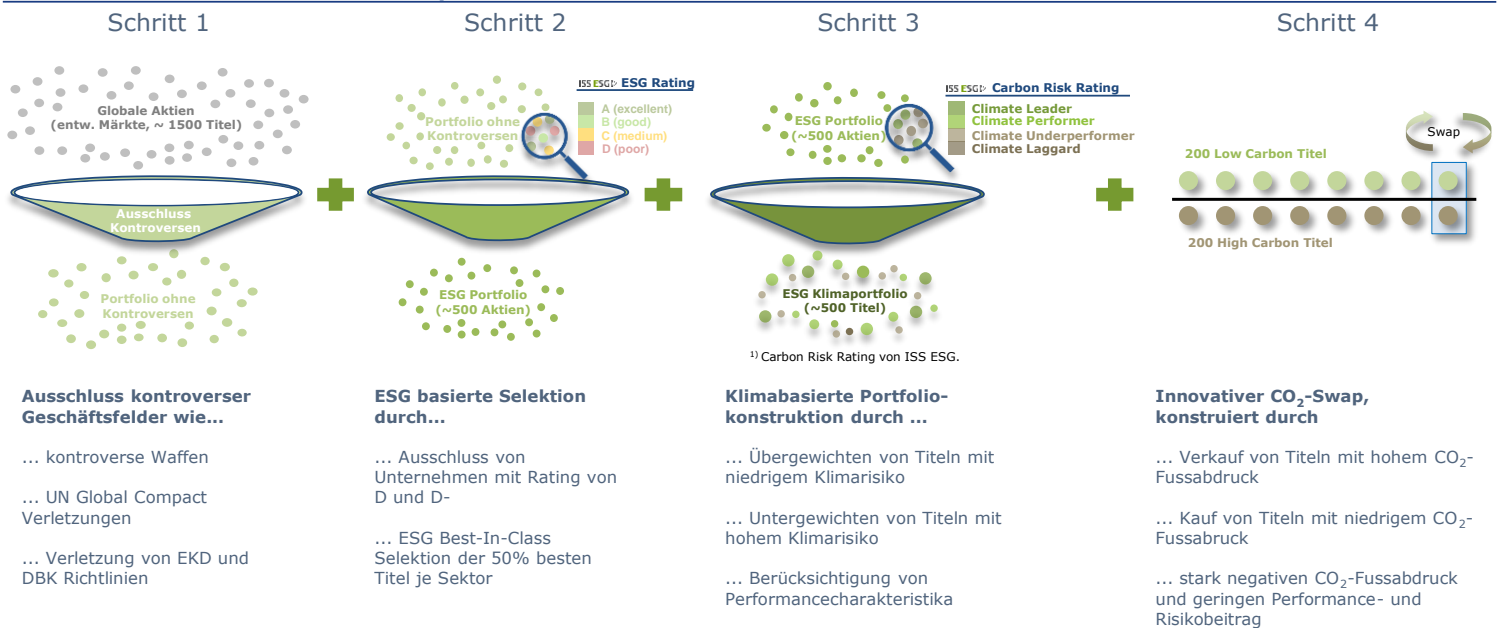 Schritt 1
Schritt 2
Schritt 3
Schritt 4
Globale Aktien
(entw. Märkte, ~ 1500 Titel)
Ausschluss
Kontroversen
Portfolio ohne
Kontroversen
ISS ESG▷ ESG Rating
A (excellent)
B (good)
C (medium)
D (poor)
Portfolio ohne
Kontroversen
ESG Portfolio
(~500 Aktien)
ISS ESG▷ Carbon Risk Rating
Climate Leader
Climate Performer
Climate Underperformer
Climate Laggard
ESG Portfolio
(~500 Aktien)
ESG Klimaportfolio
(~500 Titel)
1) Carbon Risk Rating von ISS ESG.
Swap
200 Low Carbon Titel
200 High Carbon Titel
Ausschluss kontroverser
Geschäftsfelder wie...
... kontroverse Waffen
... UN Global Compact
Verletzungen
... Verletzung von EKD und
DBK Richtlinien
ESG basierte Selektion
durch...
... Ausschluss von
Unternehmen mit Rating von
D und D-
... ESG Best-In-Class
Selektion der 50% besten
Titel je Sektor
Klimabasierte Portfolio-
konstruktion durch ...
... Übergewichten von Titeln mit
niedrigem Klimarisiko
... Untergewichten von Titeln mit
hohem Klimarisiko
... Berücksichtigung von
Performancecharakteristika
Innovativer CO₂-Swap,
konstruiert durch
... Verkauf von Titeln mit hohem CO₂-
Fussabdruck
... Kauf von Titeln mit niedrigem CO₂-
Fussabruck
... stark negativen CO₂-Fussabdruck
und geringen Performance- und
Risikobeitrag